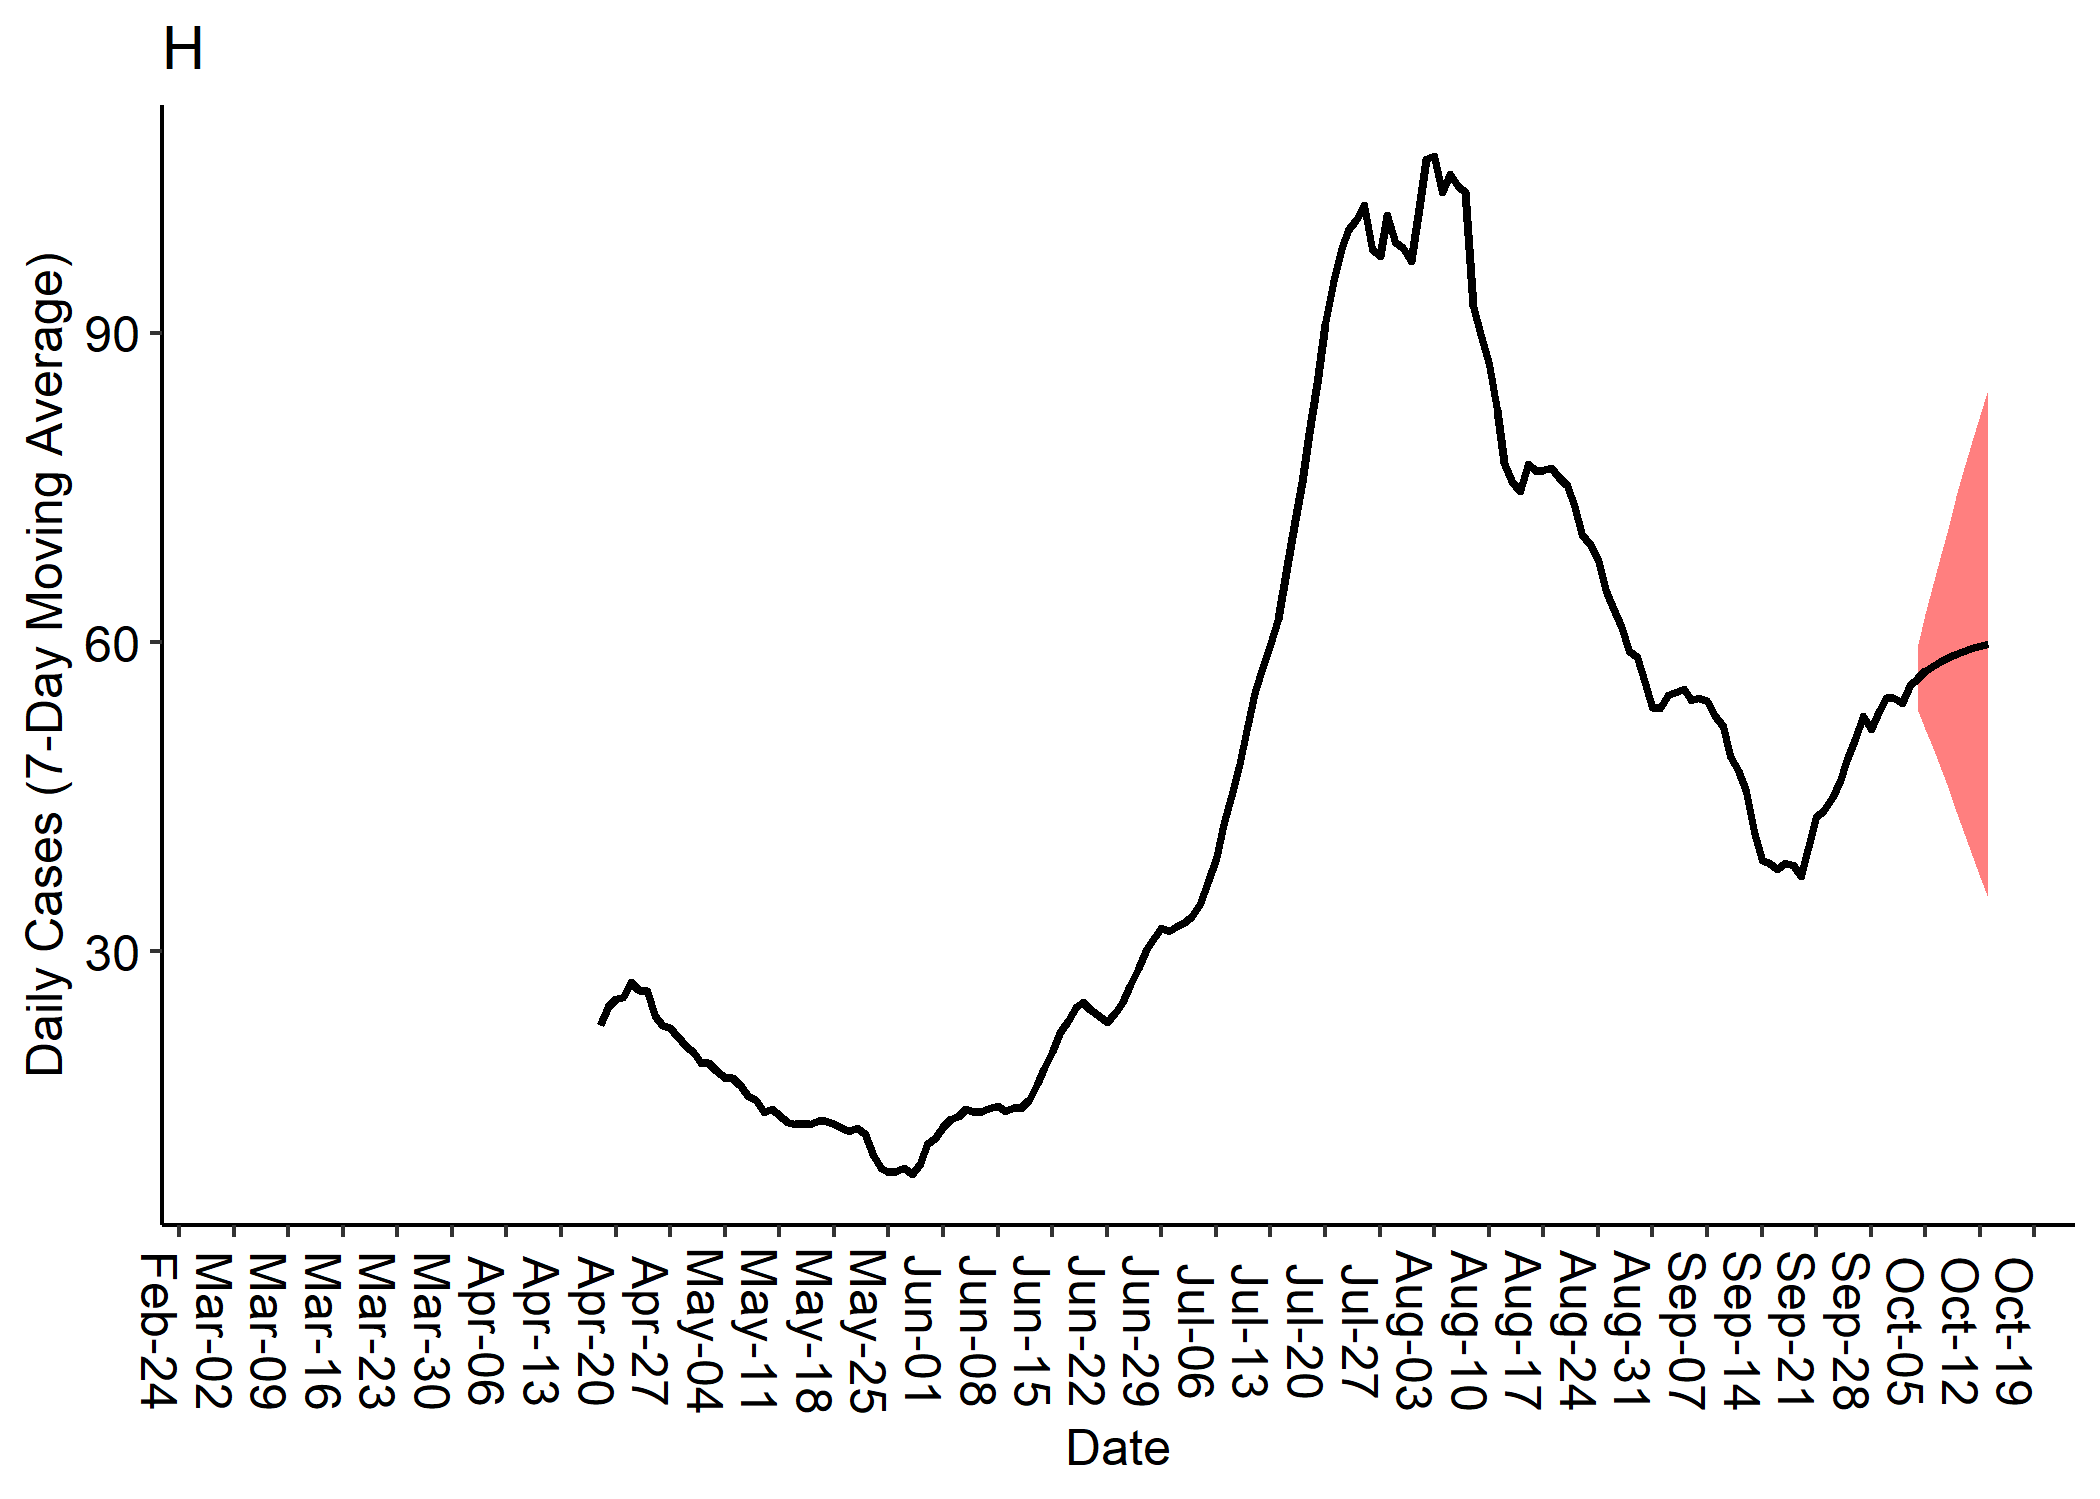 H
Daily Cases (7-Day Moving Average)
90
60
30
Feb-24
Mar-02
Mar-09
Mar-16
Mar-23
Mar-30
Apr-06
Apr-13
Apr-20
Apr-27
May-04
May-11
May-18
May-25
Jun-01
Jun-08
Jun-15
Jun-22
Jun-29
Jul-06
Jul-13
Jul-20
Jul-27
Aug-03
Aug-10
Aug-17
Aug-24
Aug-31
Sep-07
Sep-14
Sep-21
Sep-28
Oct-05
Oct-12
Oct-19
Date